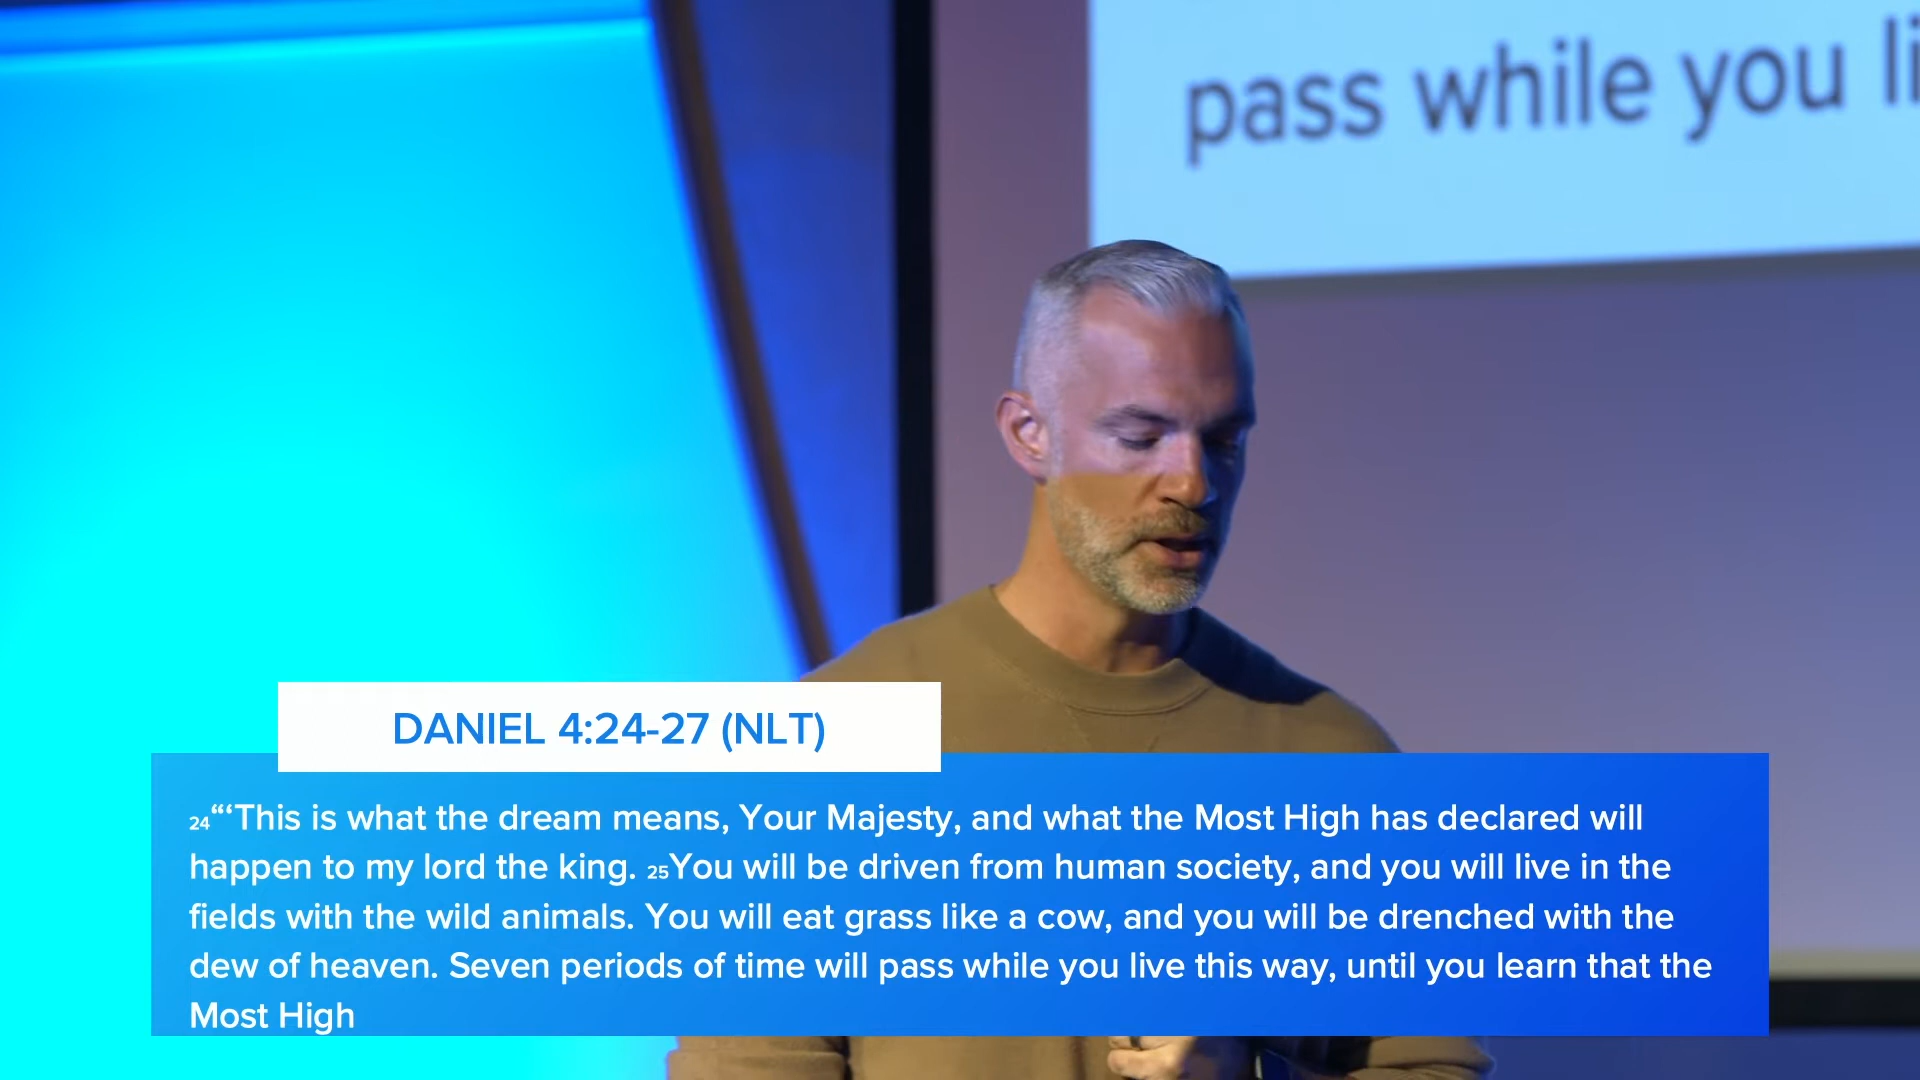 pass while you li
DANIEL 4:24-27 (NLT)
24“‘This is what the dream means, Your Majesty, and what the Most High has declared will
happen to my lord the king. 25You will be driven from human society, and you will live in the
fields with the wild animals. You will eat grass like a cow, and you will be drenched with the
dew of heaven. Seven periods of time will pass while you live this way, until you learn that the
Most High